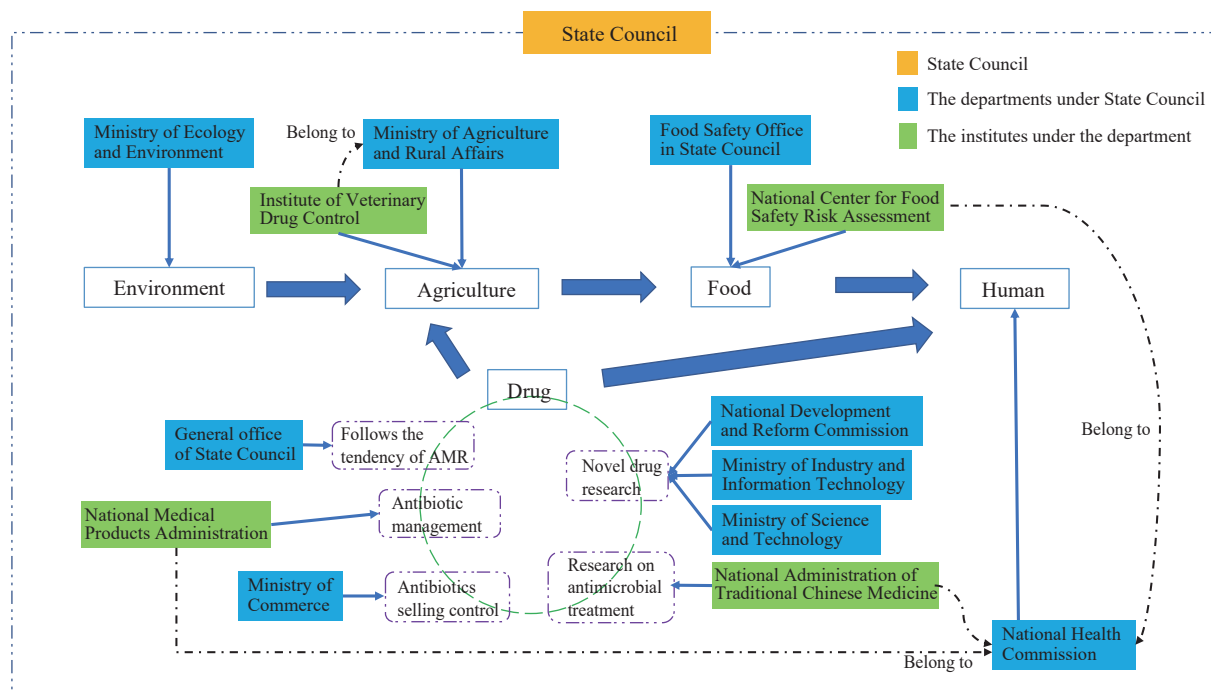 State Council
State Council
The departments under State Council
The institutes under the department
Ministry of Ecology
and Environment
Belong to
Ministry of Agriculture
and Rural Affairs
Food Safety Office
in State Council
Institute of Veterinary
Drug Control
National Center for Food
Safety Risk Assessment
Environment
Agriculture
Food
Human
Drug
General office
of State Council
Follows the
tendency of AMR
National Development
and Reform Commission
Belong to
Novel drug
research
Ministry of Industry and
Information Technology
National Medical
Products Administration
Antibiotic
management
Ministry of Science
and Technology
Ministry of
Commerce
Antibiotics
selling control
Research on
antimicrobial
treatment
National Administration of
Traditional Chinese Medicine
National Health
Commission
Belong to